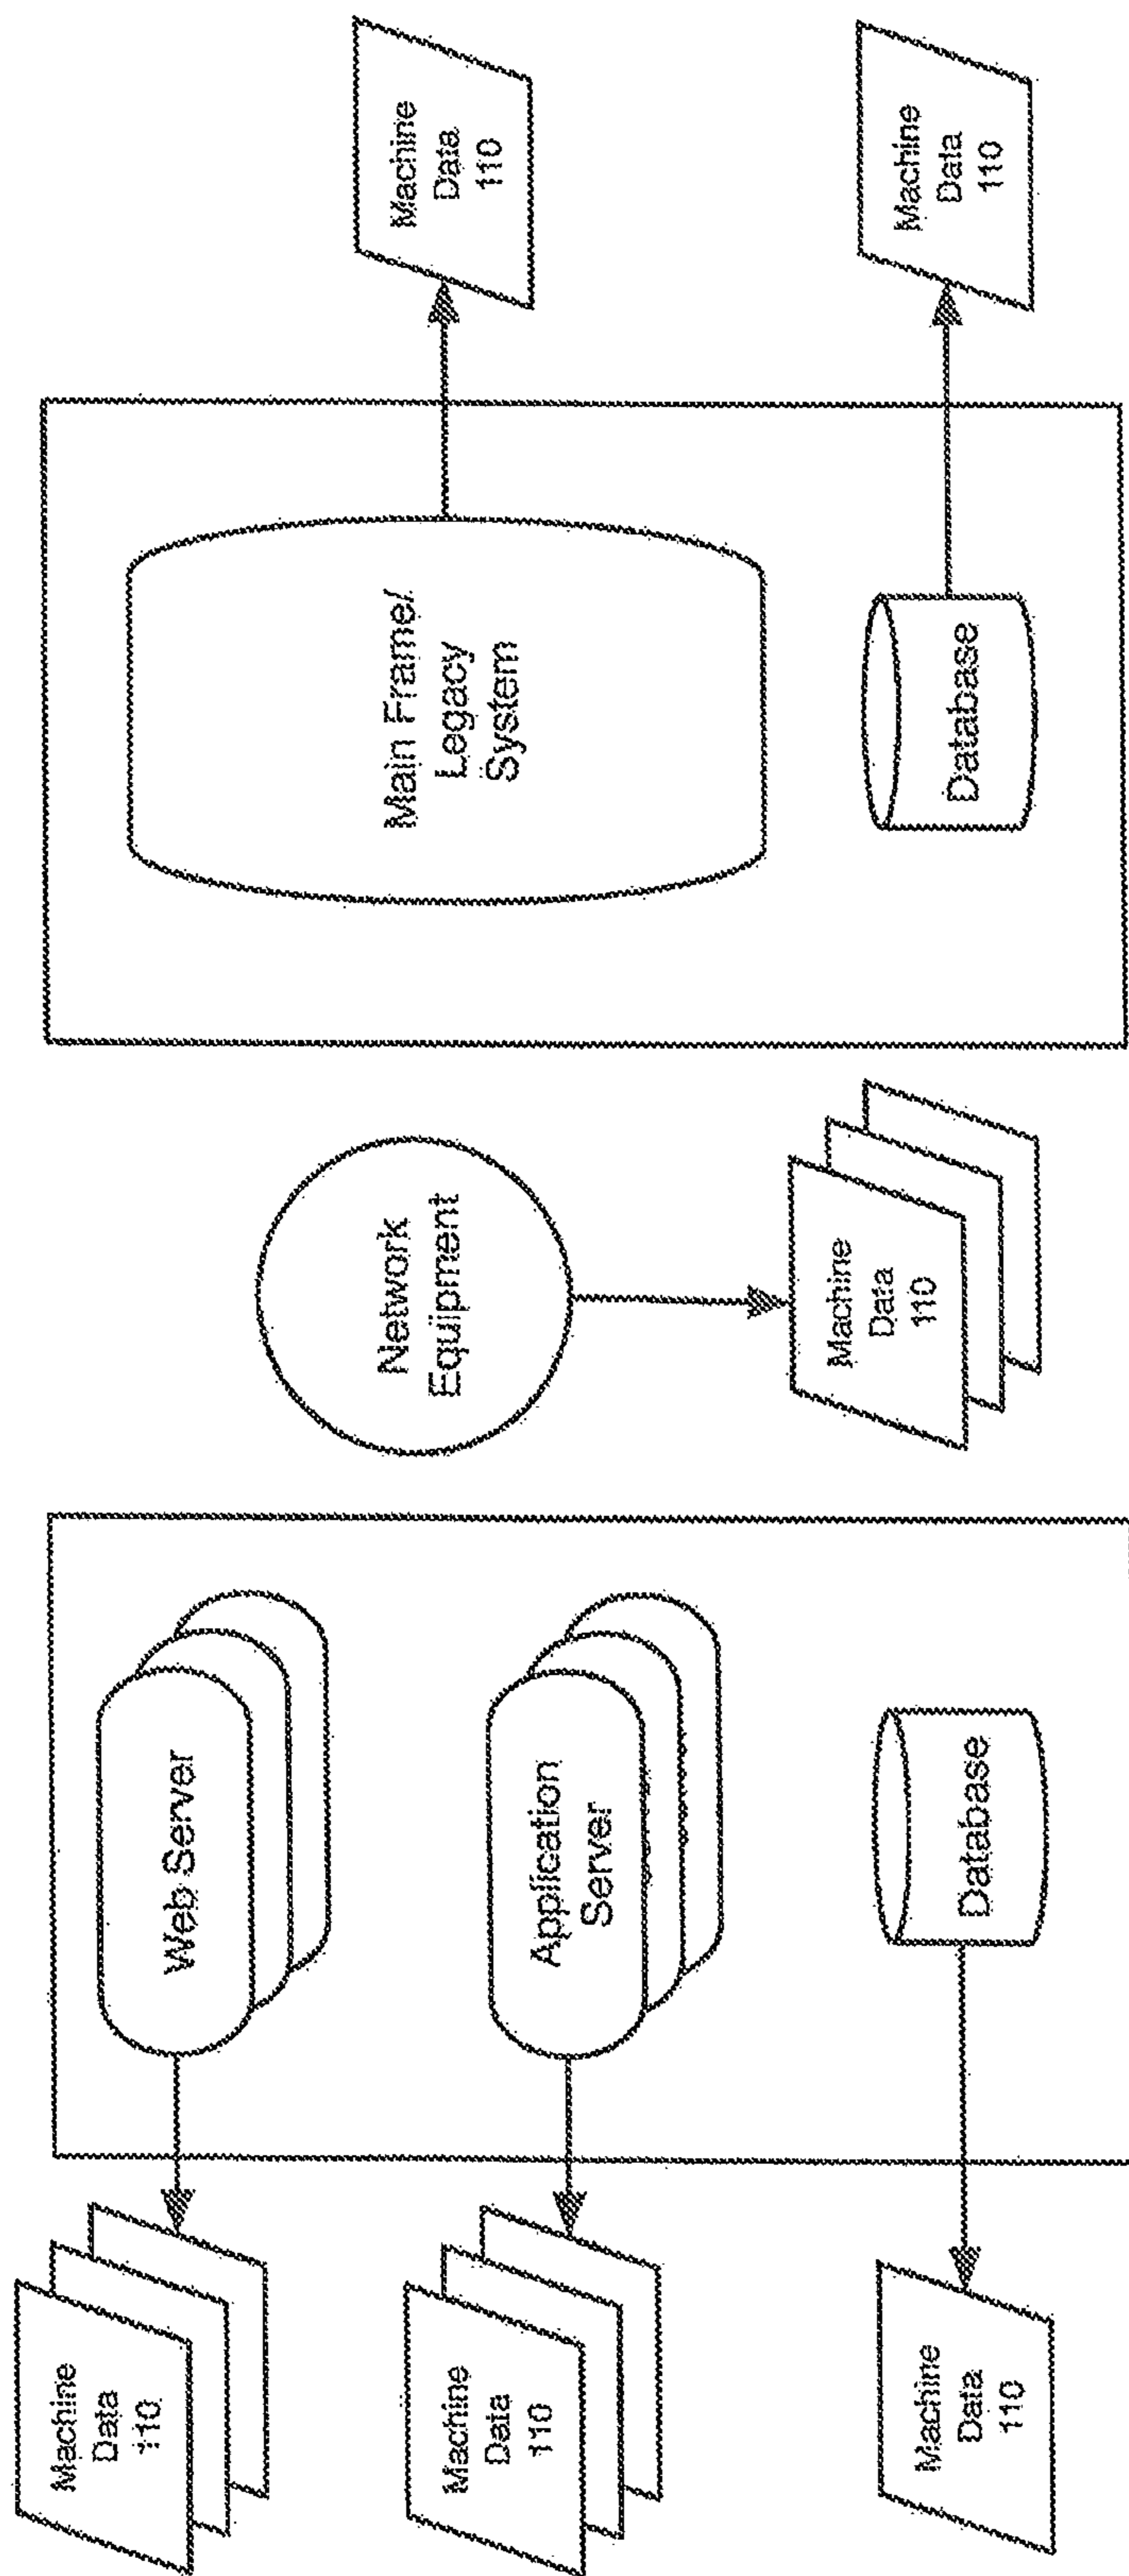 Machine
Data
110
Web Server
Machine
Data
110
Application
Server
Machine
Data
110
Database
Network
Equipment
Machine
Data
110
Main Frame/
Legacy
System
Machine
Data
110
Database
Machine
Data
110